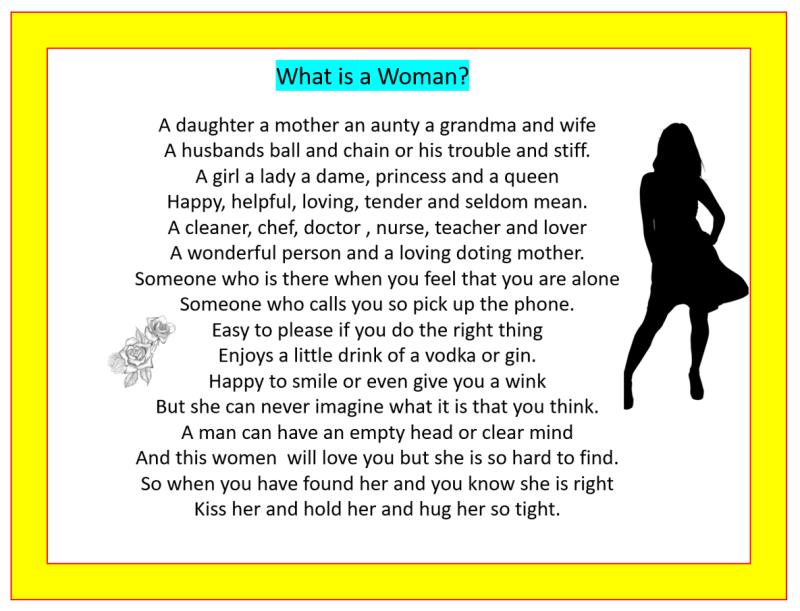 What is a Woman?
A daughter a mother an aunty a grandma and wife
A husbands ball and chain or his trouble and stiff.
A girl a lady a dame, princess and a queen
Happy, helpful, loving, tender and seldom mean.
A cleaner, chef, doctor , nurse, teacher and lover
A wonderful person and a loving doting mother.
Someone who is there when you feel that you are alone
Someone who calls you so pick up the phone.
Easy to please if you do the right thing
Enjoys a little drink of a vodka or gin.
Happy to smile or even give you a wink
But she can never imagine what it is that you think.
A man can have an empty head or clear mind
And this women  will love you but she is so hard to find.
So when you have found her and you know she is right
Kiss her and hold her and hug her so tight.